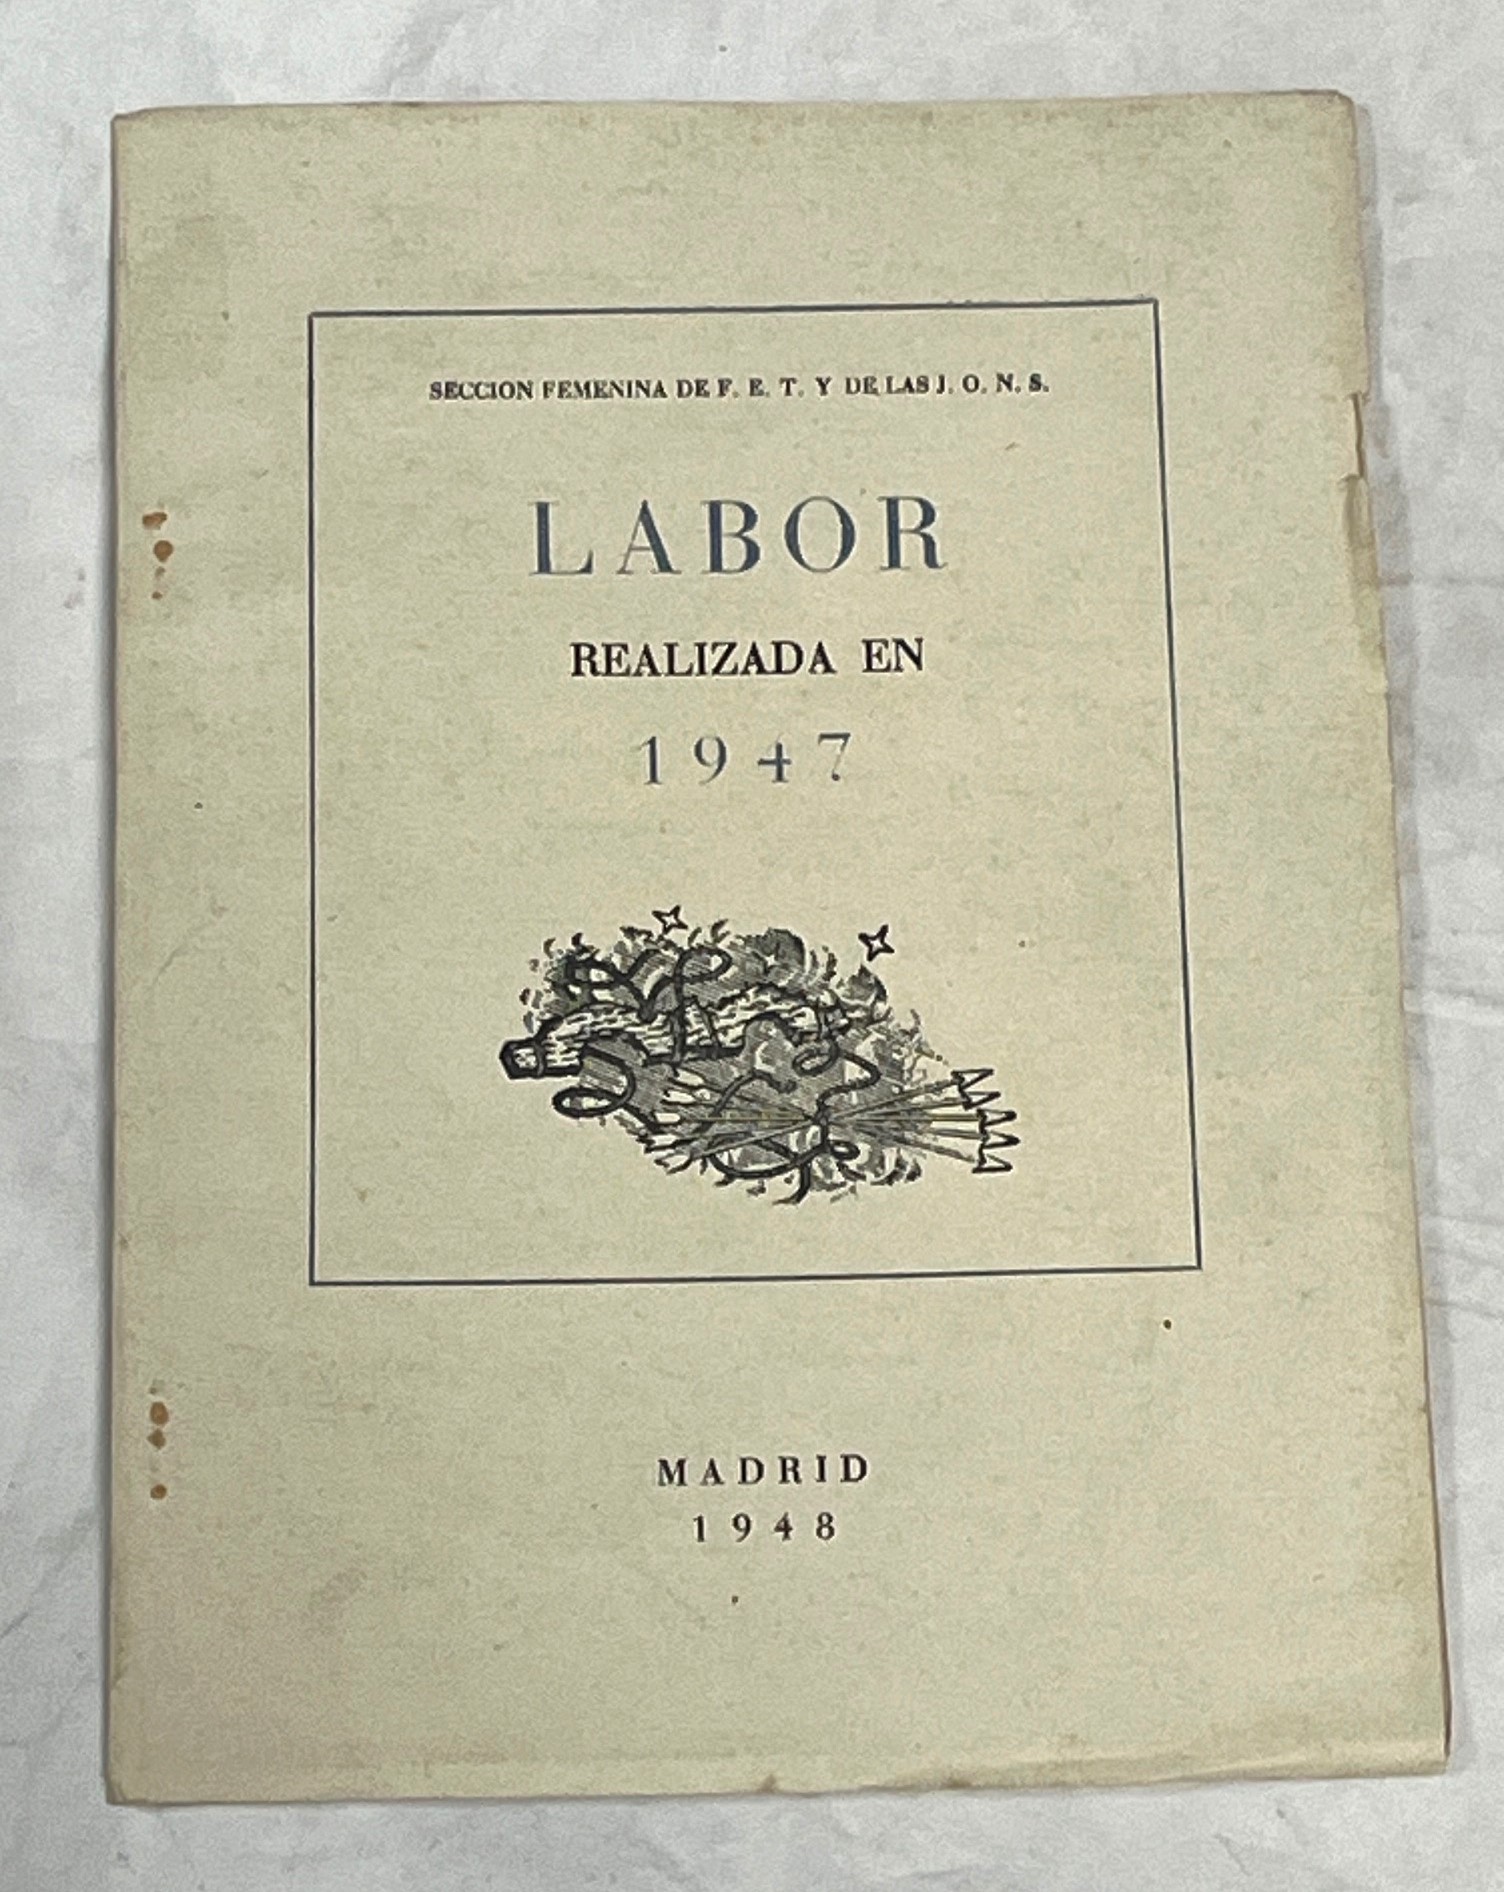 SECCION FEMENINA DE F. E. T. Y DE LAS J. O. N. S.
LABOR
REALIZADA EN
1947
MADRID
1948